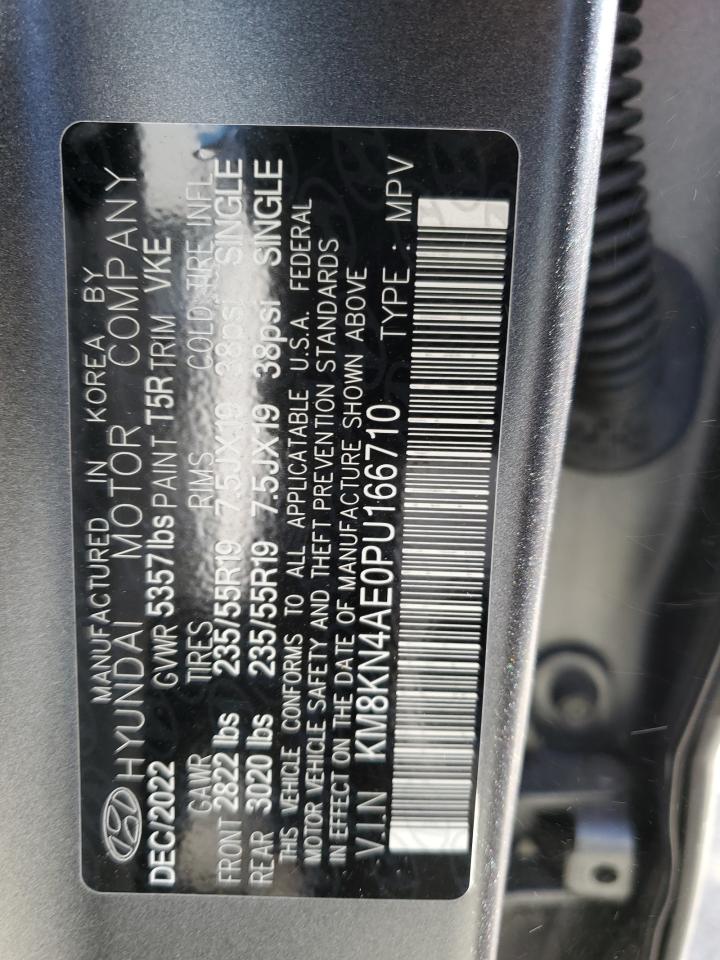 MANUFACTURED IN KOREA BY
HYUNDAI MOTOR COMPANY
DEC/2022 GVWR 5357 lbs PAINT T5R TRIM VKE
GAWR TIRES RIMS COLD TIRE INFL.
FRONT 2822 lbs 235/55R19 7.5JX19 38psi SINGLE
REAR 3020 lbs 235/55R19 7.5JX19 38psi SINGLE
THIS VEHICLE CONFORMS TO ALL APPLICATABLE U.S.A. FEDERAL
MOTOR VEHICLE SAFETY AND THEFT PREVENTION STANDARDS
IN EFFECT ON THE DATE OF MANUFACTURE SHOWN ABOVE
V.I.N KM8KN4AE0PU166710 TYPE : MPV